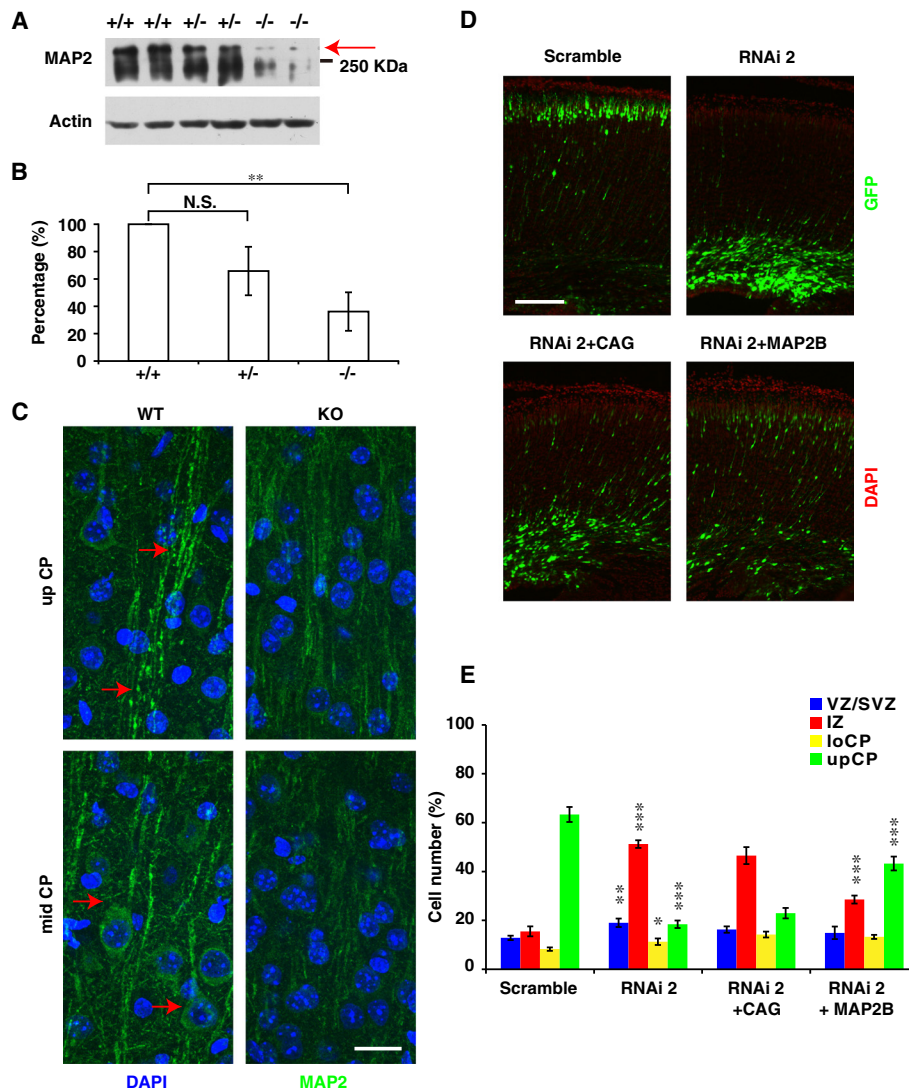 A
+/+ +/+ +/- +/- -/- -/-
MAP2
250 KDa
Actin
B
**
N.S.
Percentage (%)
100
80
60
40
20
0
+/+ +/- -/-
C
WT KO
up CP
mid CP
DAPI MAP2
D
Scramble RNAi 2
GFP
RNAi 2+CAG RNAi 2+MAP2B
DAPI
E
VZ/SVZ
IZ
loCP
upCP
Cell number (%)
100
80
60
40
20
0
** *** * ***
*** ***
Scramble RNAi 2 RNAi 2 RNAi 2
+CAG + MAP2B